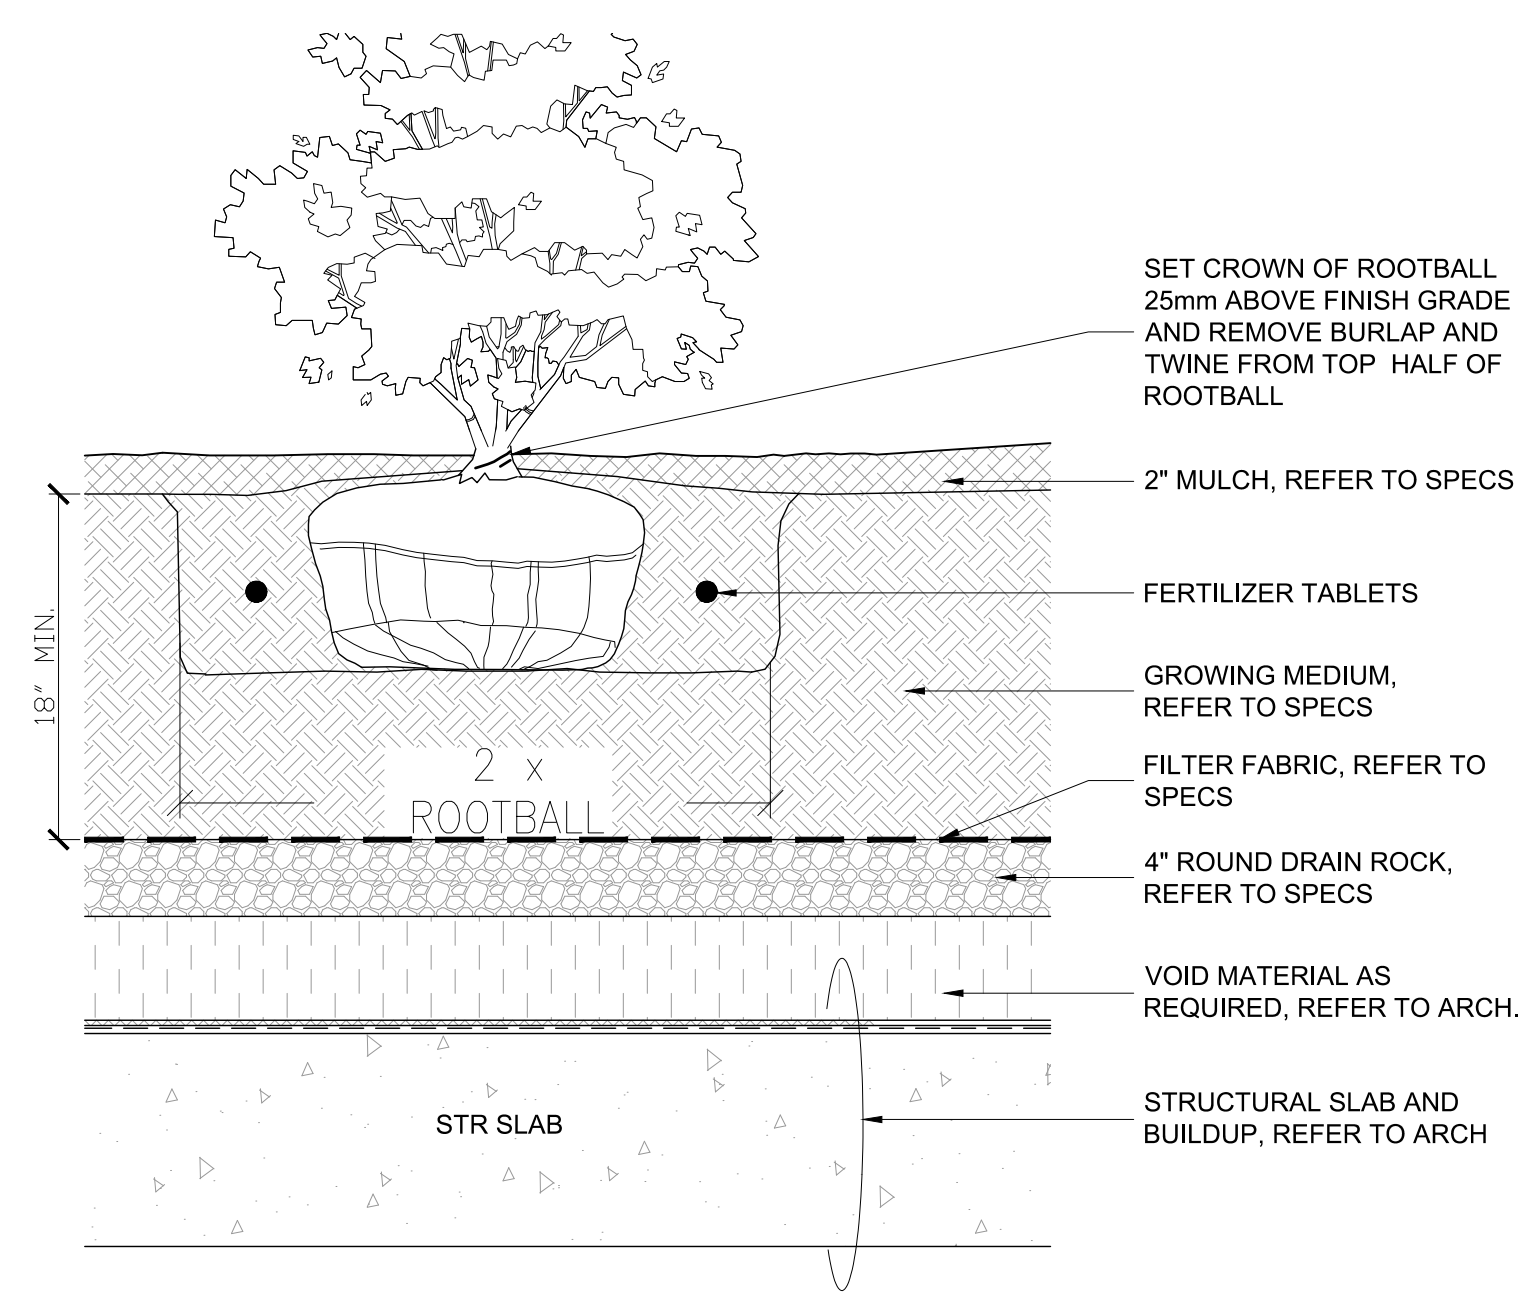 SET CROWN OF ROOTBALL
25mm ABOVE FINISH GRADE
AND REMOVE BURLAP AND
TWINE FROM TOP HALF OF
ROOTBALL
2" MULCH, REFER TO SPECS
FERTILIZER TABLETS
18" MIN.
GROWING MEDIUM,
REFER TO SPECS
2 x
ROOTBALL
FILTER FABRIC, REFER TO
SPECS
4" ROUND DRAIN ROCK,
REFER TO SPECS
VOID MATERIAL AS
REQUIRED, REFER TO ARCH.
STR SLAB
STRUCTURAL SLAB AND
BUILDUP, REFER TO ARCH